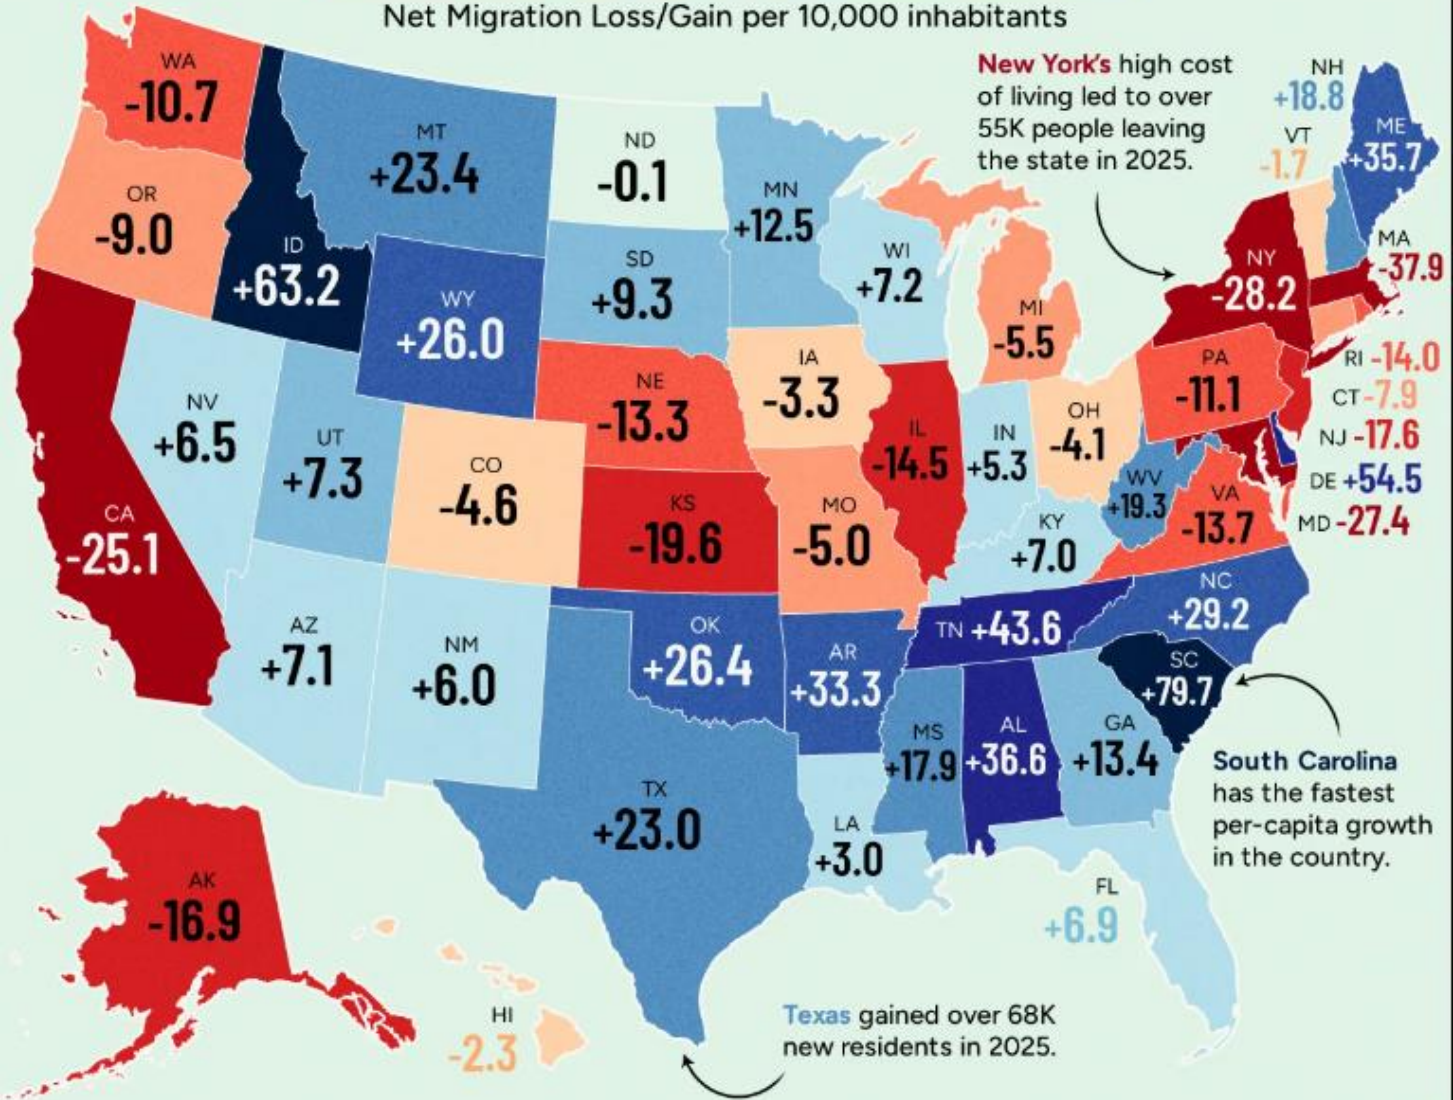 Net Migration Loss/Gain per 10,000 inhabitants
New York's high cost
of living led to over
55K people leaving
the state in 2025.
WA
-10.7
OR
-9.0
CA
-25.1
ID
+63.2
MT
+23.4
WY
+26.0
NV
+6.5
UT
+7.3
CO
-4.6
AZ
+7.1
NM
+6.0
ND
-0.1
SD
+9.3
NE
-13.3
KS
-19.6
OK
+26.4
TX
+23.0
MN
+12.5
IA
-3.3
MO
-5.0
AR
+33.3
LA
+3.0
WI
+7.2
IL
-14.5
MI
-5.5
IN
+5.3
OH
-4.1
KY
+7.0
TN +43.6
MS
+17.9
AL
+36.6
GA
+13.4
FL
+6.9
SC
+79.7
NC
+29.2
VA
-13.7
WV
+19.3
PA
-11.1
NY
-28.2
VT
-1.7
NH
+18.8
ME
+35.7
MA
-37.9
RI -14.0
CT -7.9
NJ -17.6
DE +54.5
MD -27.4
South Carolina
has the fastest
per-capita growth
in the country.
AK
-16.9
HI
-2.3
Texas gained over 68K
new residents in 2025.